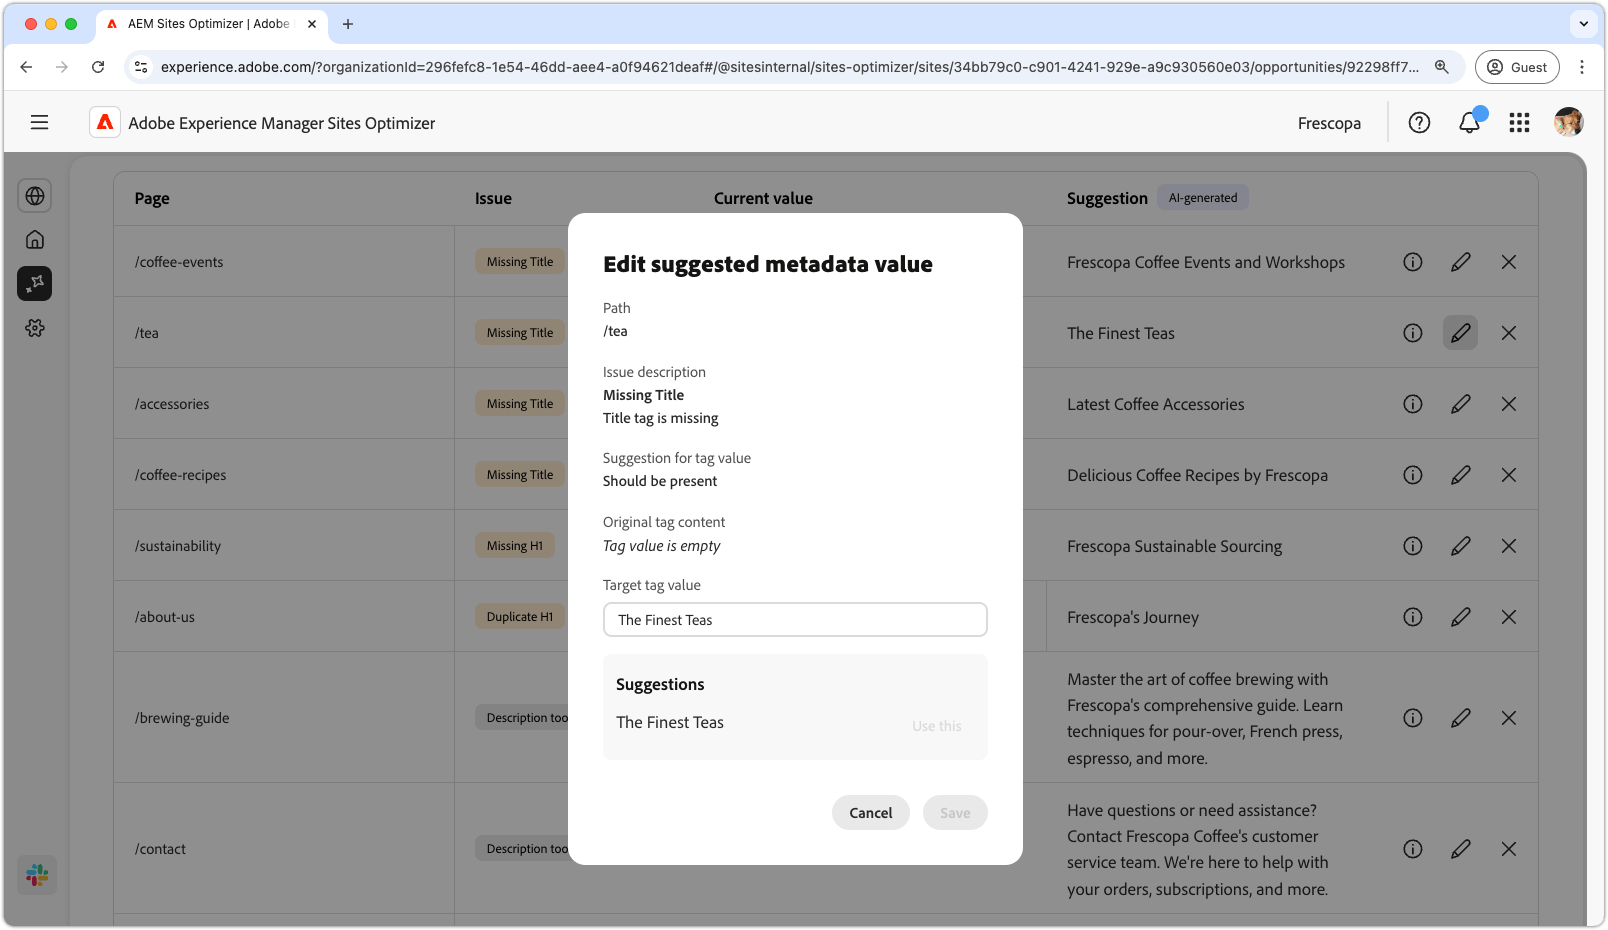 AEM Sites Optimizer | Adobe
experience.adobe.com/?organizationId=296fefc8-1e54-46dd-aee4-a0f94621deaf#/@sitesinternal/sites-optimizer/sites/34bb79c0-c901-4241-929e-a9c930560e03/opportunities/92298ff7...
Guest
Adobe Experience Manager Sites Optimizer
Frescopa
Page
Issue
Current value
Suggestion
AI-generated
/coffee-events
Missing Title
Frescopa Coffee Events and Workshops
/tea
Missing Title
The Finest Teas
/accessories
Missing Title
Latest Coffee Accessories
/coffee-recipes
Missing Title
Delicious Coffee Recipes by Frescopa
/sustainability
Missing H1
Frescopa Sustainable Sourcing
/about-us
Duplicate H1
Frescopa's Journey
/brewing-guide
Description too
Master the art of coffee brewing with
Frescopa's comprehensive guide. Learn
techniques for pour-over, French press,
espresso, and more.
/contact
Description too
Have questions or need assistance?
Contact Frescopa Coffee's customer
service team. We're here to help with
your orders, subscriptions, and more.
Edit suggested metadata value
Path
/tea
Issue description
Missing Title
Title tag is missing
Suggestion for tag value
Should be present
Original tag content
Tag value is empty
Target tag value
The Finest Teas
Suggestions
The Finest Teas
Use this
Cancel
Save